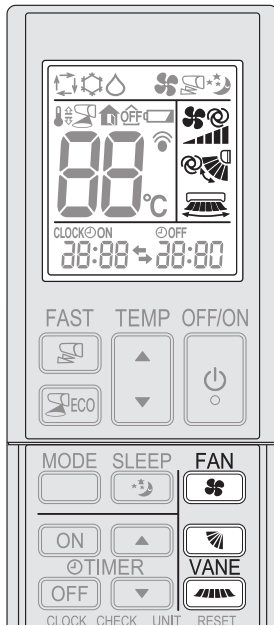 OFF
88 °C
CLOCK ON OFF
88:88 88:80
FAST TEMP OFF/ON
ECO
MODE SLEEP FAN
ON
TIMER VANE
OFF
CLOCK CHECK UNIT RESET